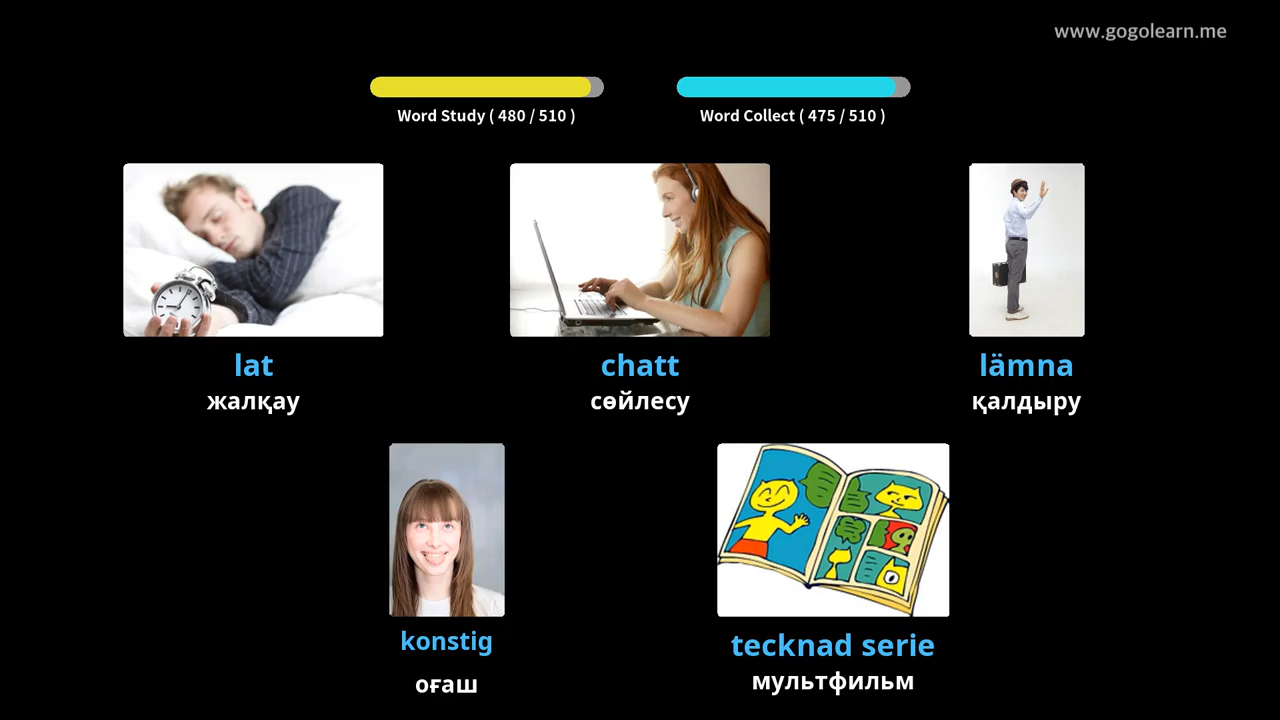 www.gogolearn.me
Word Study ( 480 / 510 )
Word Collect ( 475 / 510 )
lat
chatt
lämna
жалқау
сөйлесу
қалдыру
konstig
tecknad serie
оғаш
мультфильм